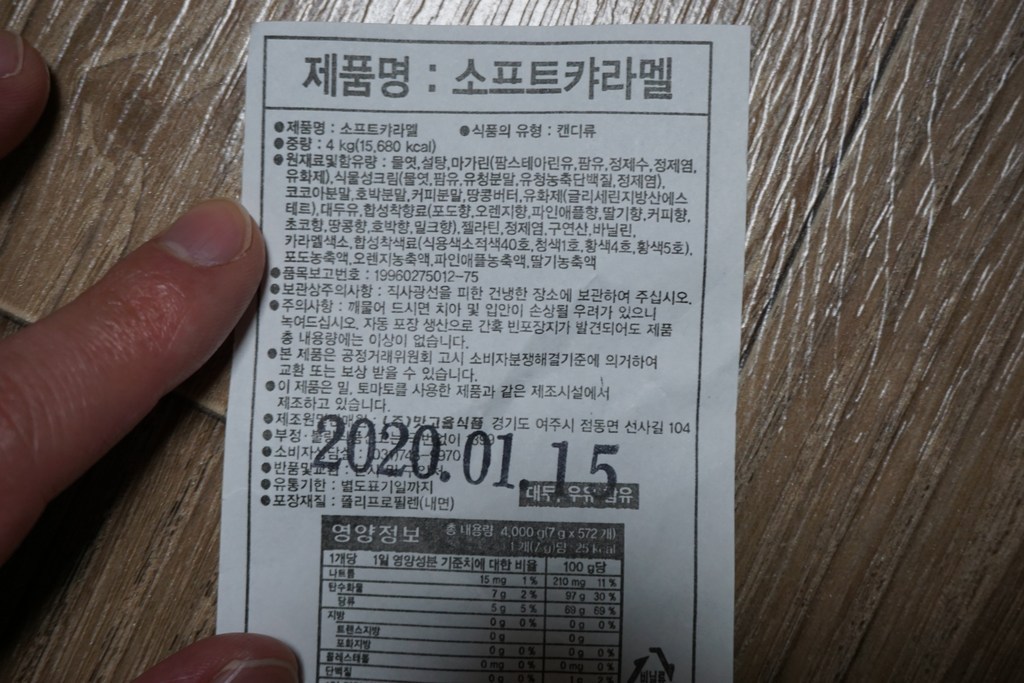 제품명 : 소프트캬라멜
●제품명 : 소프트캬라멜 ●식품의 유형 : 캔디류
●중량 : 4 kg(15,680 kcal)
●원재료및함유량 : 물엿,설탕,마가린(팜스테아린유,팜유,정제수,정제염,
유화제),식물성크림(물엿,팜유,유청분말,유청농축단백질,정제염),
코코아분말,호박분말,커피분말,땅콩버터,유화제(글리세린지방산에스
테르),대두유,합성착향료(포도향,오렌지향,파인애플향,딸기향,커피향,
초코향,땅콩향,호박향,밀크향),젤라틴,정제염,구연산,바닐린,
카라멜색소,합성착색료(식용색소적색40호,청색1호,황색4호,황색5호),
포도농축액,오렌지농축액,파인애플농축액,딸기농축액
●품목보고번호 : 19960275012-75
●보관상주의사항 : 직사광선을 피한 건냉한 장소에 보관하여 주십시오.
●주의사항 : 깨물어 드시면 치아 및 입안이 손상될 우려가 있으니
녹여드십시오. 자동 포장 생산으로 간혹 빈포장지가 발견되어도 제품
총 내용량에는 이상이 없습니다.
●본 제품은 공정거래위원회 고시 소비자분쟁해결기준에 의거하여
교환 또는 보상 받을 수 있습니다.
●이 제품은 밀, 토마토를 사용한 제품과 같은 제조시설에서
제조하고 있습니다.
경기도 여주시 점동면 선사길 104
2020.01.15
●유통기한 : 별도표기일까지
대두, 우유 함유
●포장재질 : 폴리프로필렌(내면)
영양정보 총 내용량 4,000 g(7 g x 572 개)
1 개(7 g)당 25 kcal
1개당 1일 영양성분 기준치에 대한 비율 100 g당
나트륨 15 mg 1 % 210 mg 11 %
탄수화물 7 g 2 % 97 g 30 %
당류 5 g 5 % 69 g 69 %
지방 0 g 0 % 0 g 0 %
트랜스지방 0 g 0 g
포화지방 0 g 0 % 0 g 0 %
콜레스테롤 0 mg 0 % 0 mg 0 %
단백질
비닐류